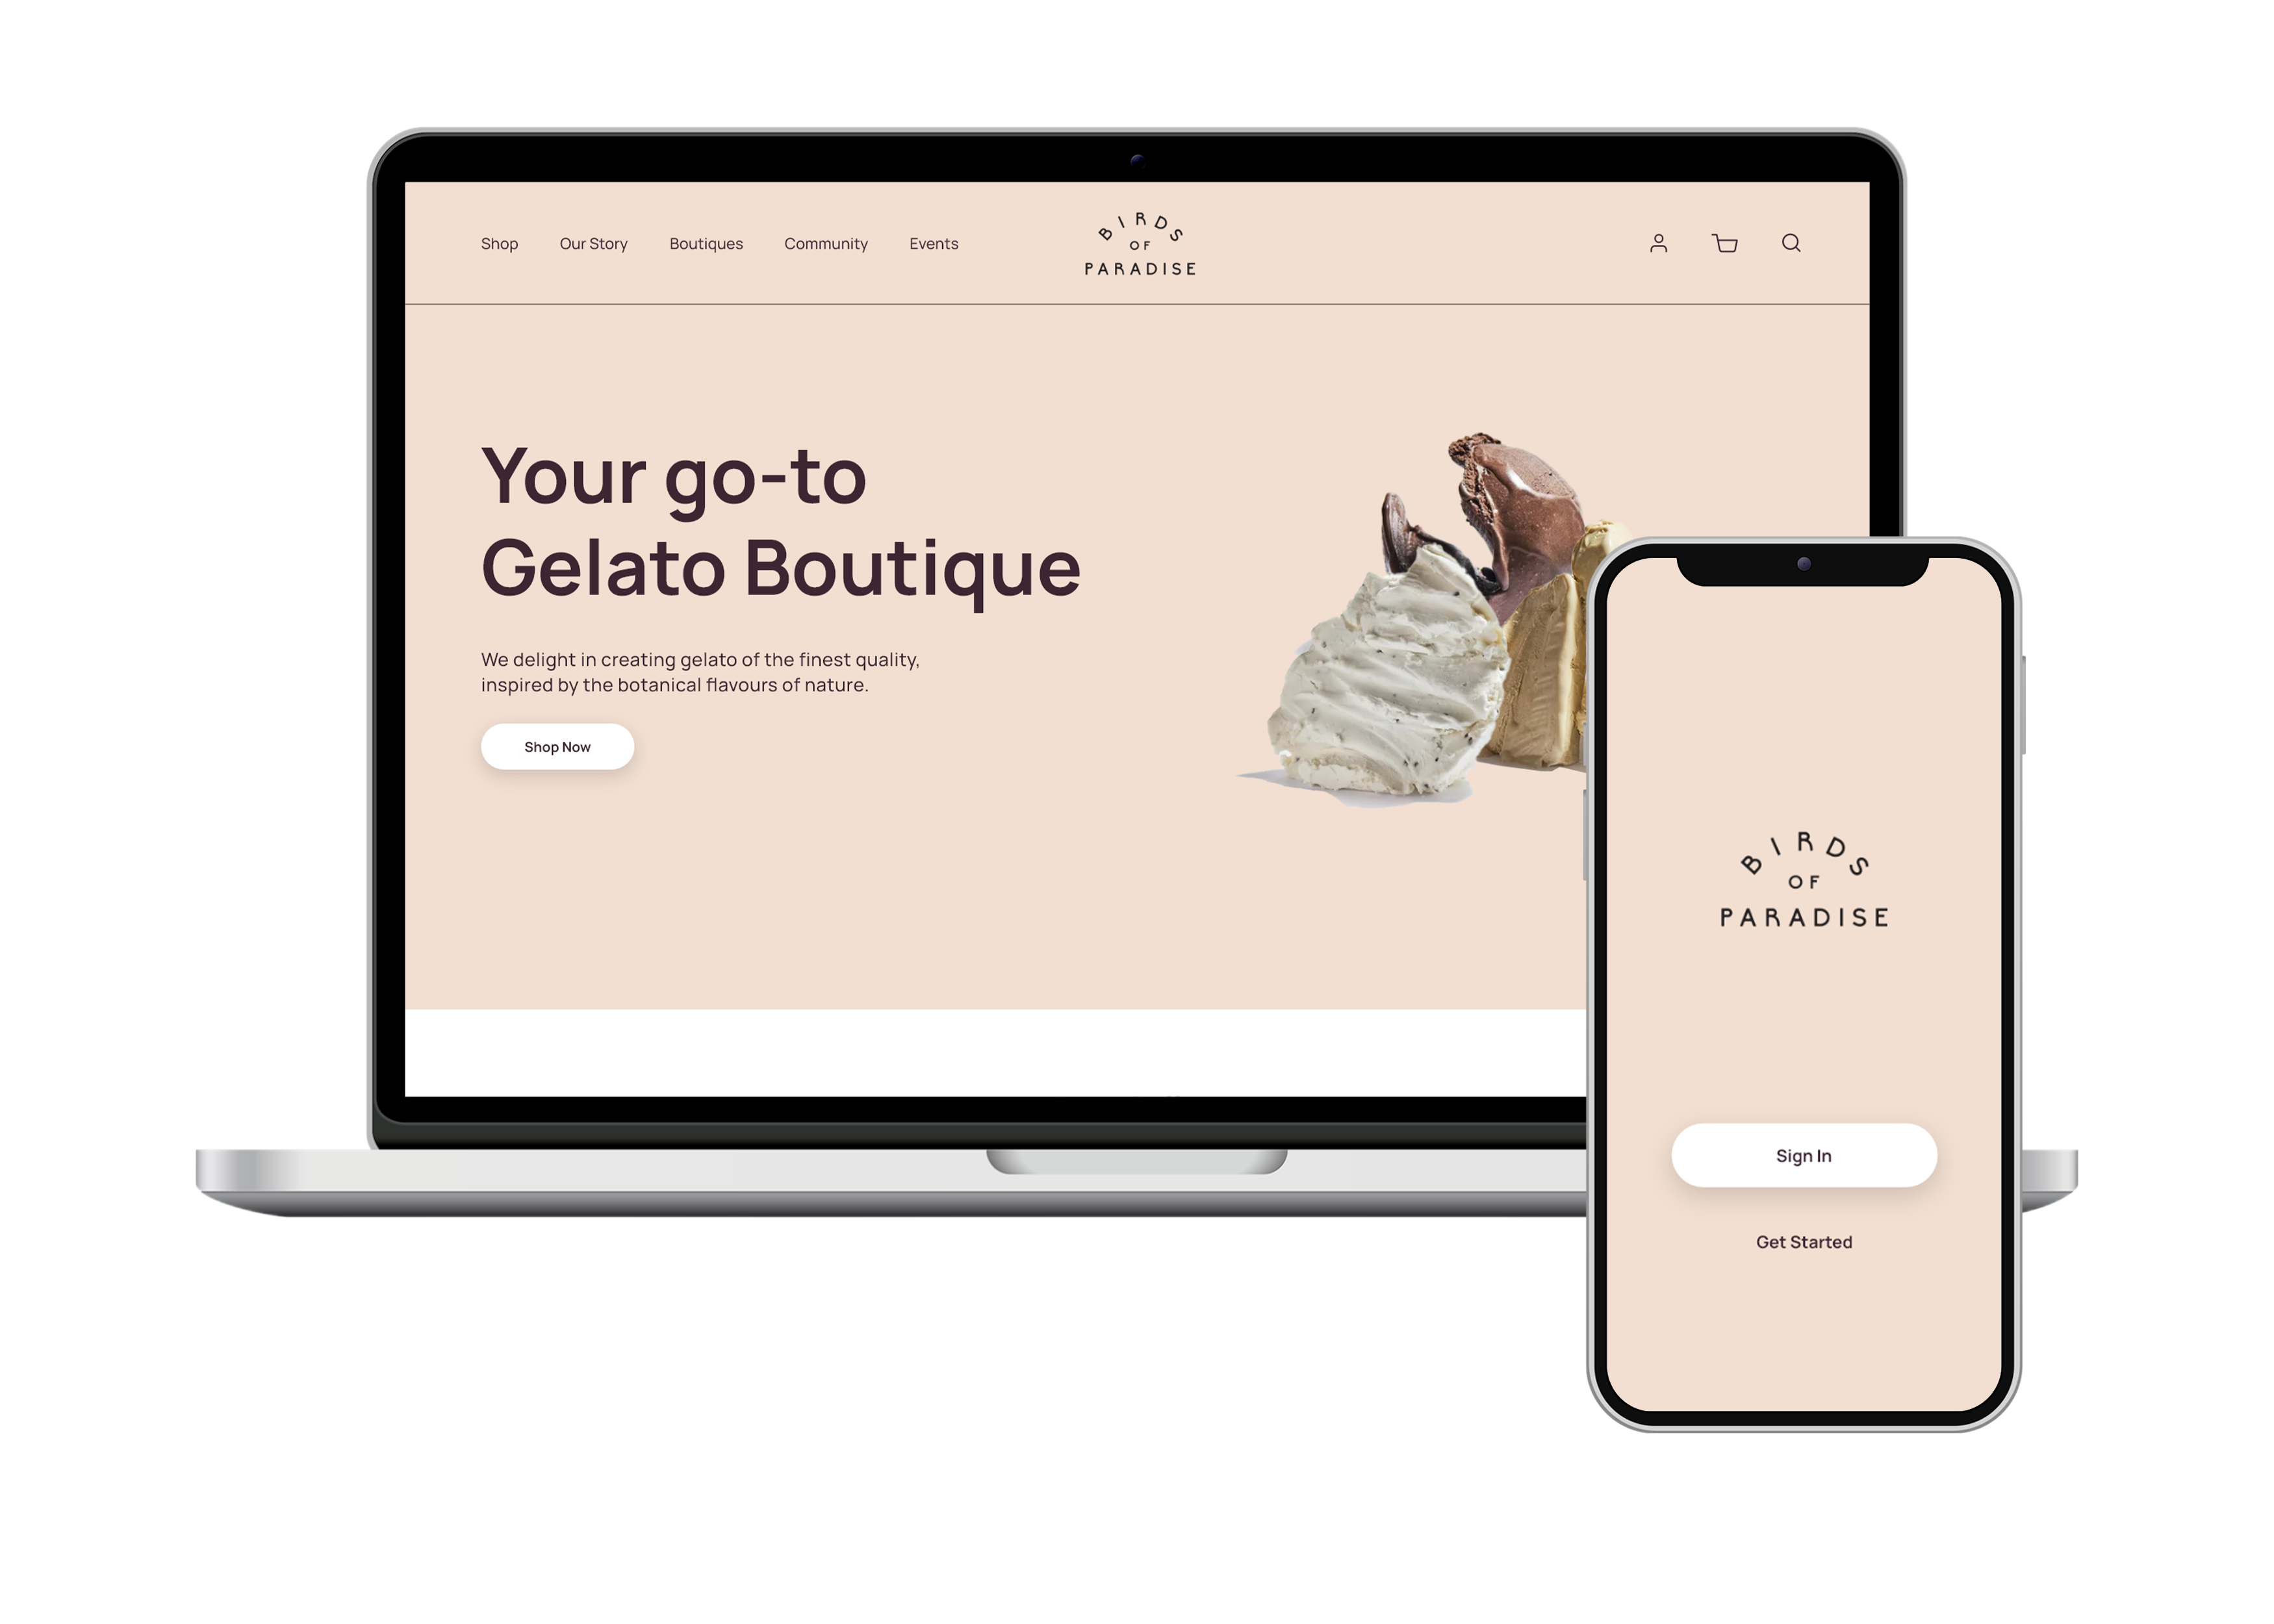 Shop Our Story Boutiques Community Events
BIRDS
OF
PARADISE
Your go-to
Gelato Boutique
We delight in creating gelato of the finest quality,
inspired by the botanical flavours of nature.
Shop Now
BIRDS
OF
PARADISE
Sign In
Get Started